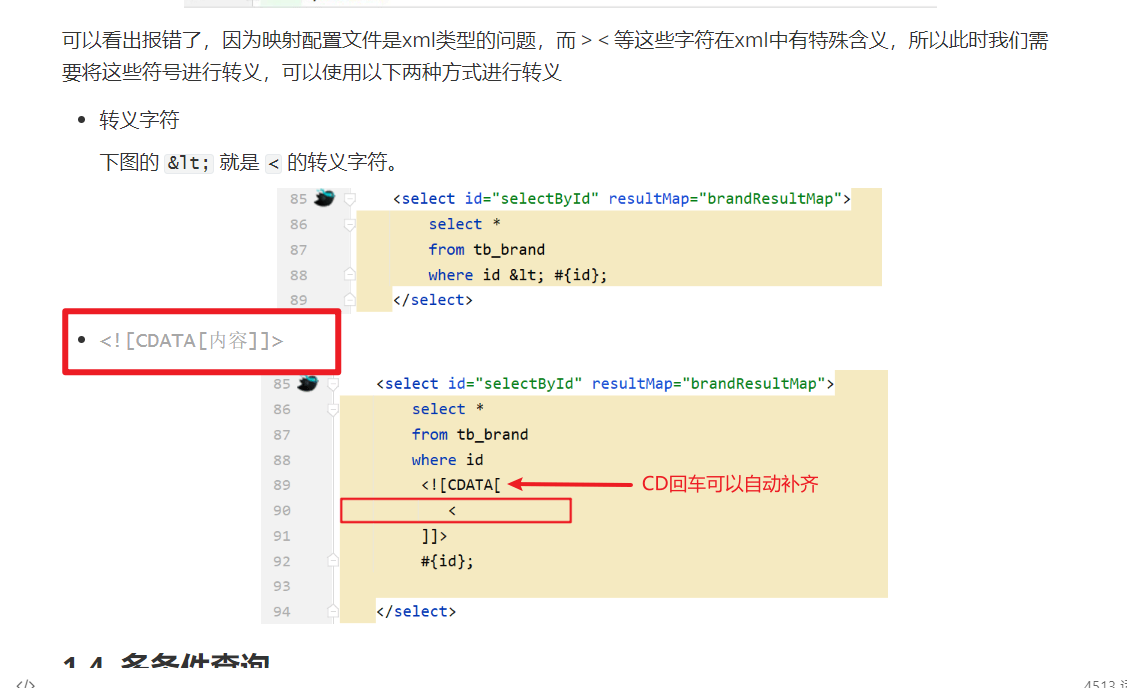 可以看出报错了，因为映射配置文件是xml类型的问题，而 > < 等这些字符在xml中有特殊含义，所以此时我们需
要将这些符号进行转义，可以使用以下两种方式进行转义
• 转义字符
下图的 &lt; 就是 < 的转义字符。
85 <select id="selectById" resultMap="brandResultMap">
86 select *
87 from tb_brand
88 where id &lt; #{id};
89 </select>
• <![CDATA[内容]]>
85 <select id="selectById" resultMap="brandResultMap">
86 select *
87 from tb_brand
88 where id
89 <![CDATA[ CD回车可以自动补齐
90 <
91 ]]>
92 #{id};
93
94 </select>
1.4 多条件查询
</> 4513 词